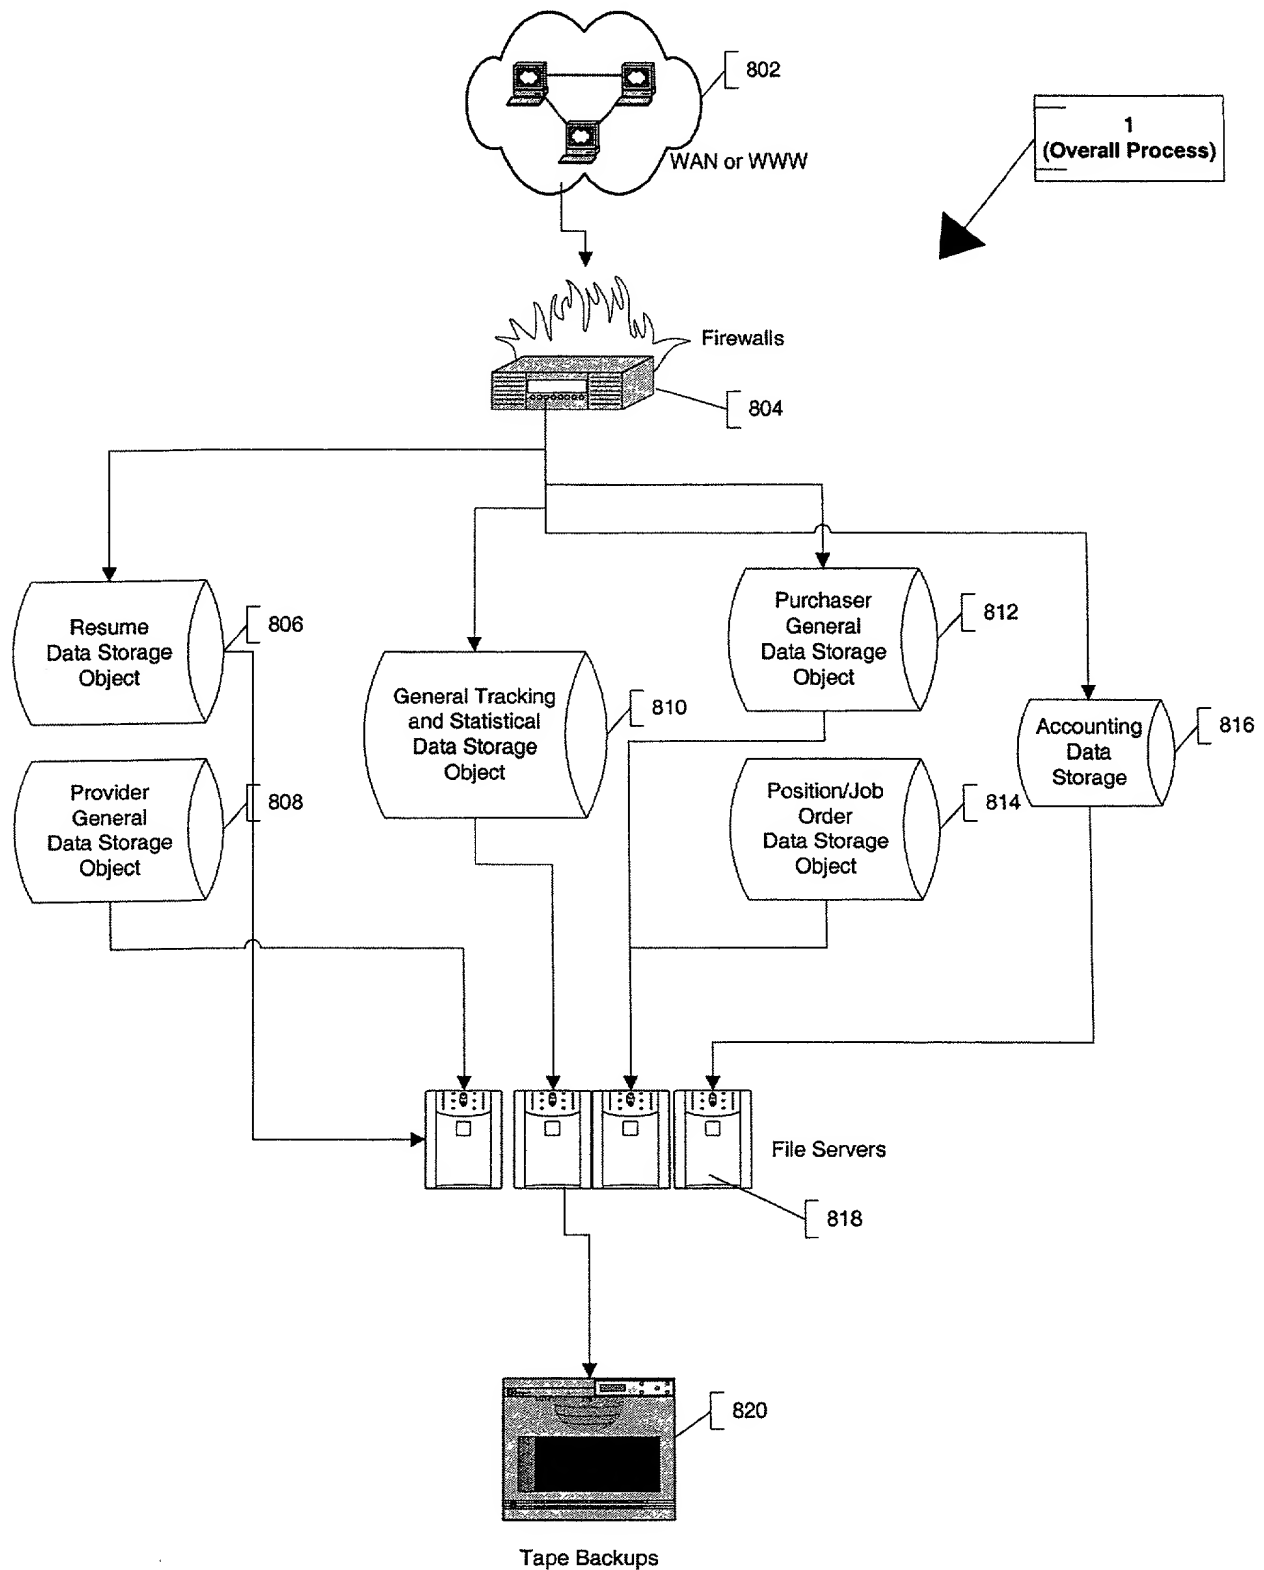 802
WAN or WWW
1
(Overall Process)
Firewalls
804
Resume
Data Storage
Object
806
Purchaser
General
Data Storage
Object
812
General Tracking
and Statistical
Data Storage
Object
810
Accounting
Data
Storage
816
Provider
General
Data Storage
Object
808
Position/Job
Order
Data Storage
Object
814
File Servers
818
820
Tape Backups